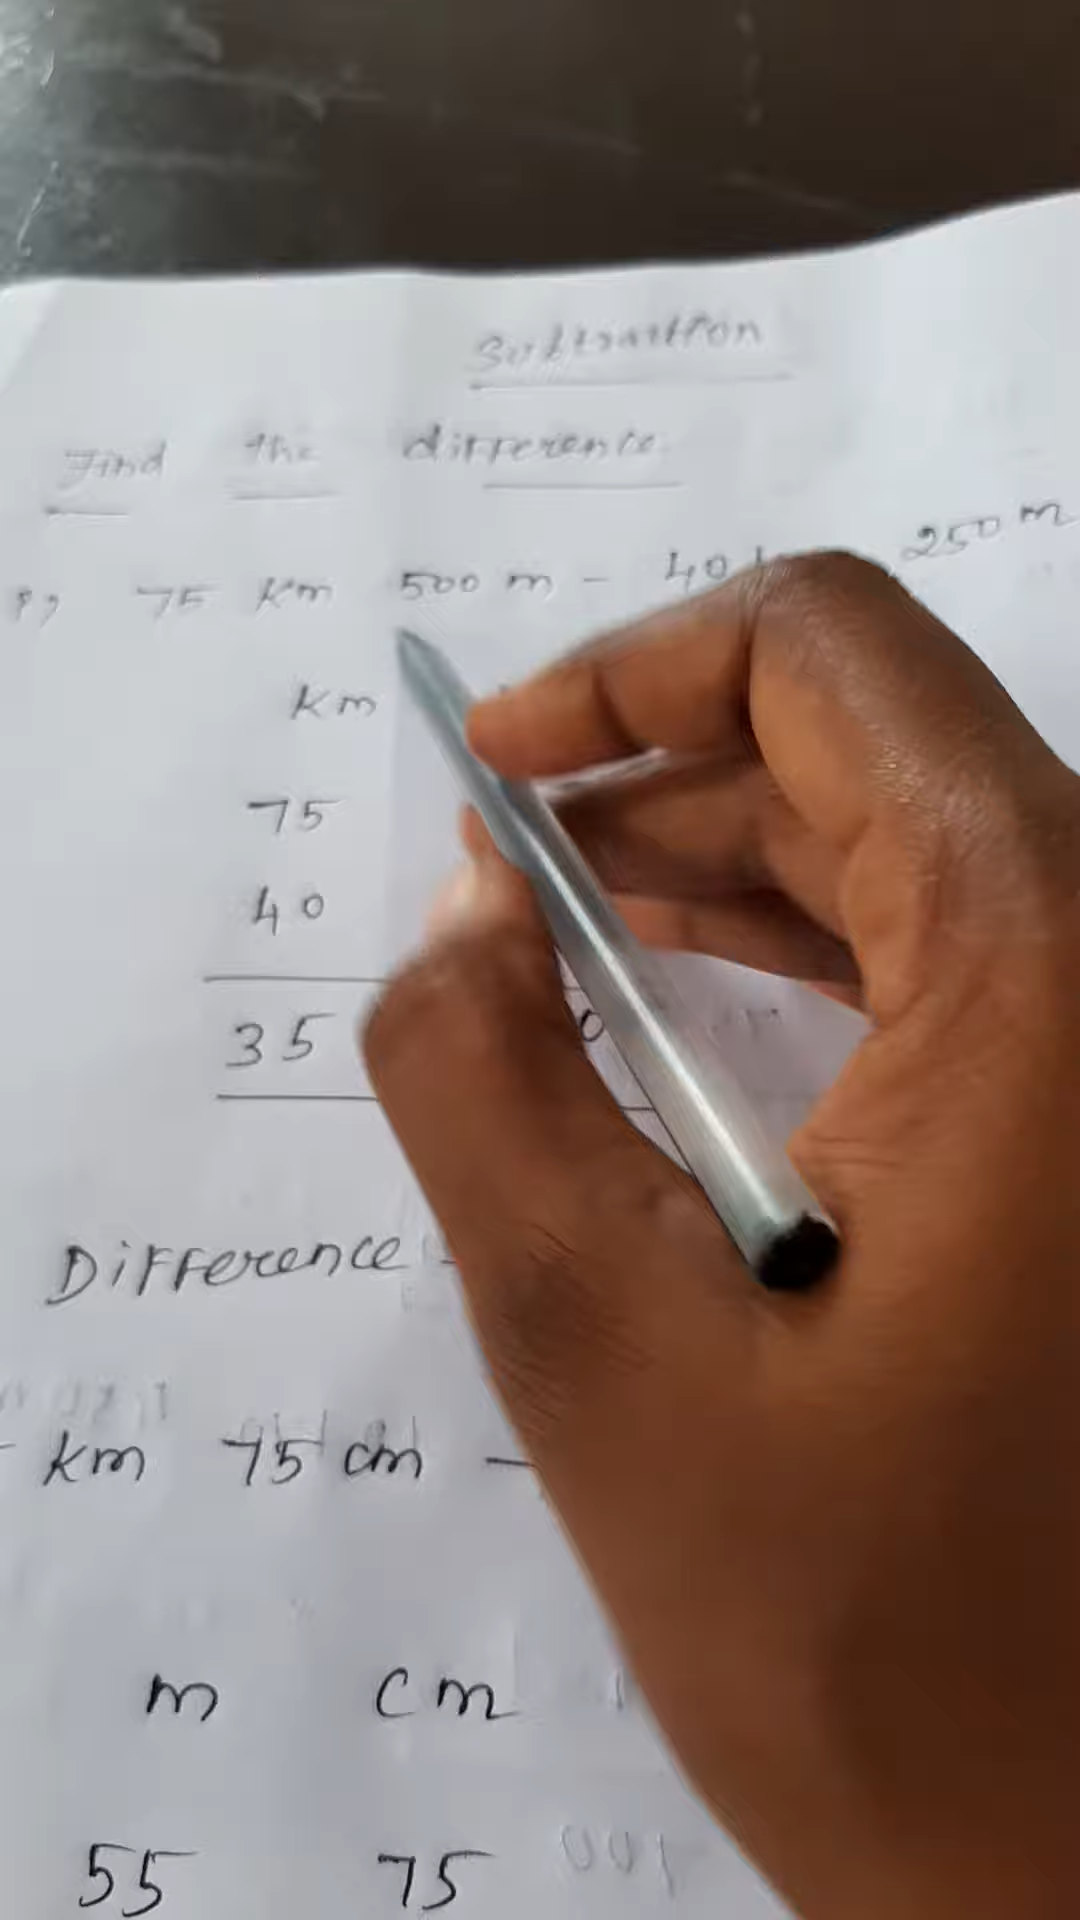 Subtraction
Find the difference.
75 Km 500 m - 40 250 m
Km
75
40
35 0
Difference -
km 75 cm -
m cm
55 75